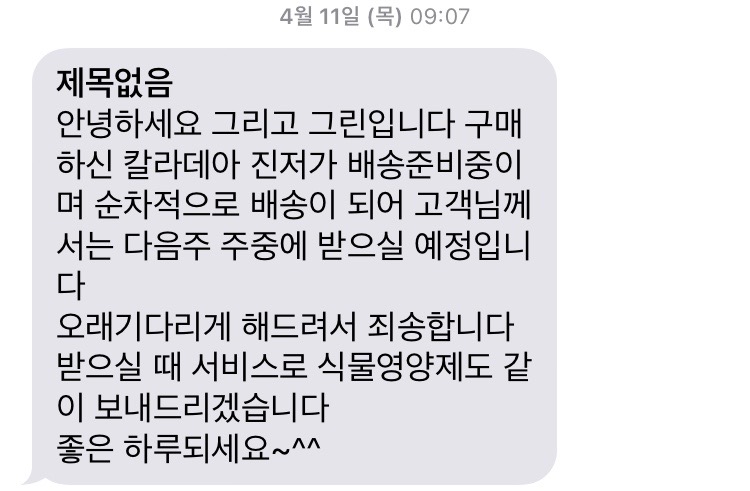 4월 11일 (목) 09:07
제목없음
안녕하세요 그리고 그린입니다 구매
하신 칼라데아 진저가 배송준비중이
며 순차적으로 배송이 되어 고객님께
서는 다음주 주중에 받으실 예정입니
다
오래기다리게 해드려서 죄송합니다
받으실 때 서비스로 식물영양제도 같
이 보내드리겠습니다
좋은 하루되세요~^^